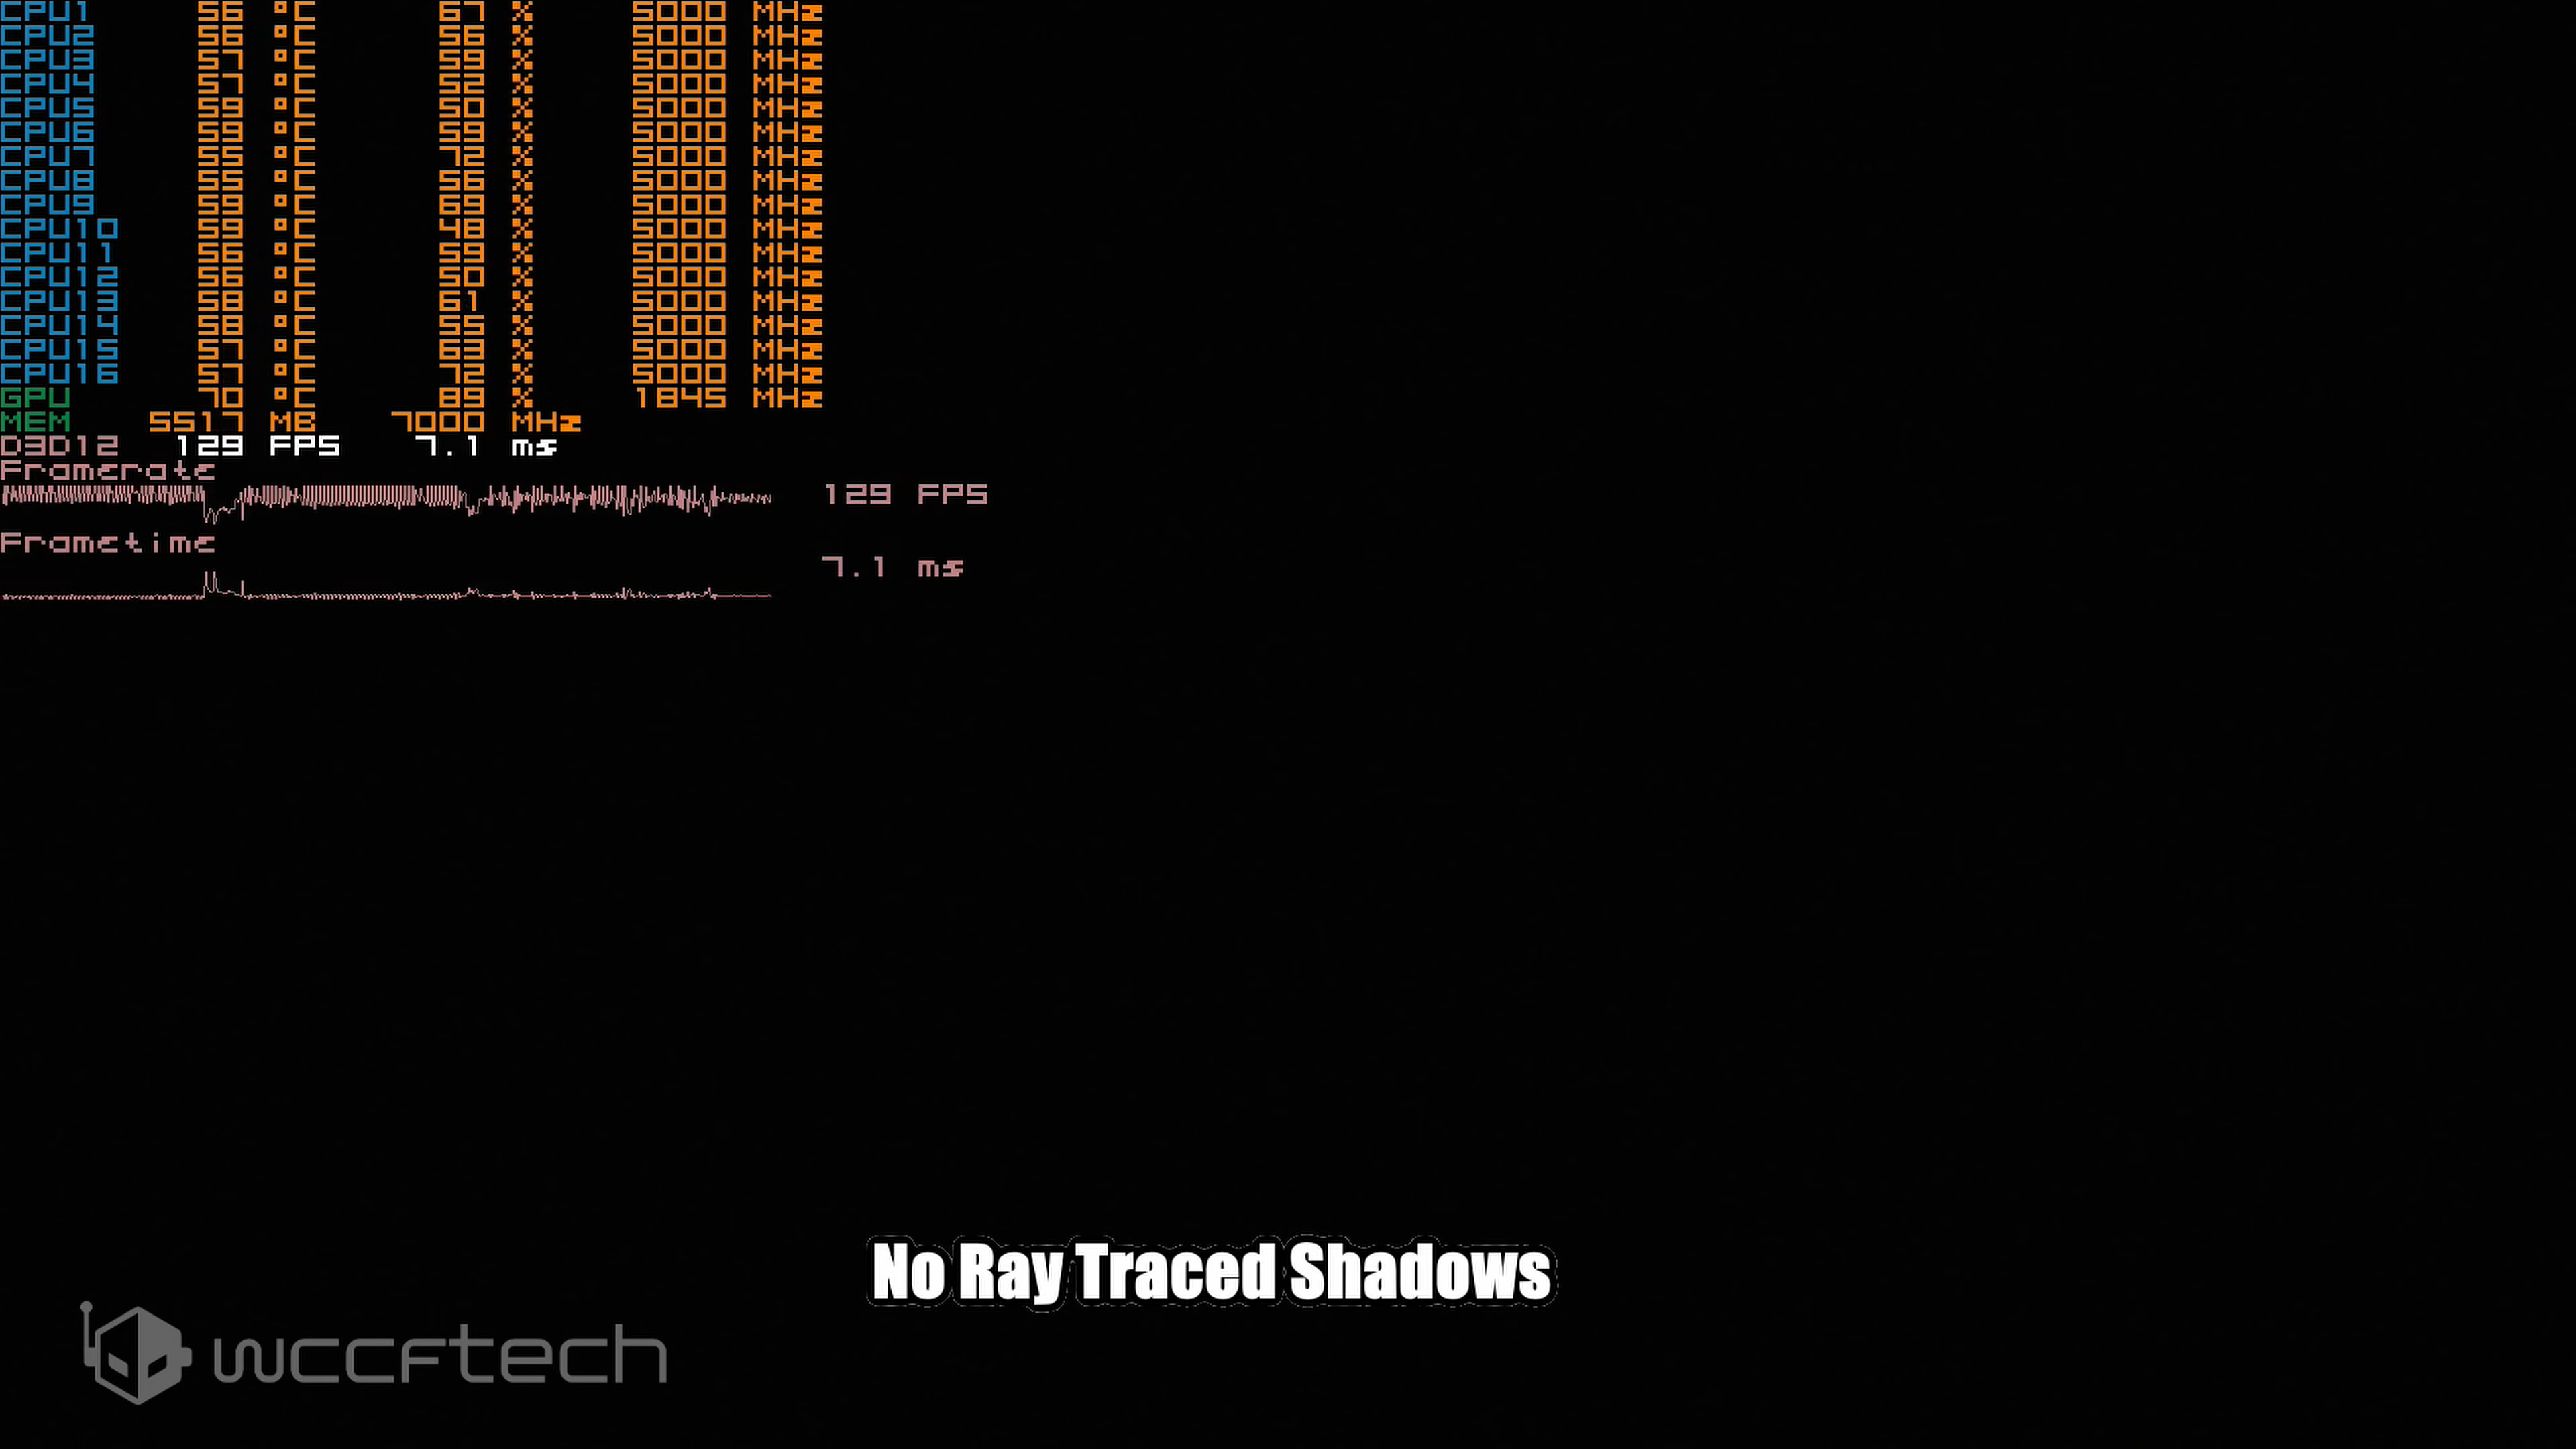 CPU1 56 °C 67 % 5000 MHz
CPU2 56 °C 56 % 5000 MHz
CPU3 57 °C 59 % 5000 MHz
CPU4 57 °C 52 % 5000 MHz
CPU5 59 °C 50 % 5000 MHz
CPU6 59 °C 59 % 5000 MHz
CPU7 55 °C 72 % 5000 MHz
CPU8 55 °C 56 % 5000 MHz
CPU9 59 °C 69 % 5000 MHz
CPU10 59 °C 48 % 5000 MHz
CPU11 56 °C 59 % 5000 MHz
CPU12 56 °C 50 % 5000 MHz
CPU13 58 °C 61 % 5000 MHz
CPU14 58 °C 55 % 5000 MHz
CPU15 57 °C 63 % 5000 MHz
CPU16 57 °C 72 % 5000 MHz
GPU 70 °C 89 % 1845 MHz
MEM 5517 MB 7000 MHz
D3D12 129 FPS 7.1 ms
Framerate
129 FPS
Frametime
7.1 ms
No Ray Traced Shadows
wccftech